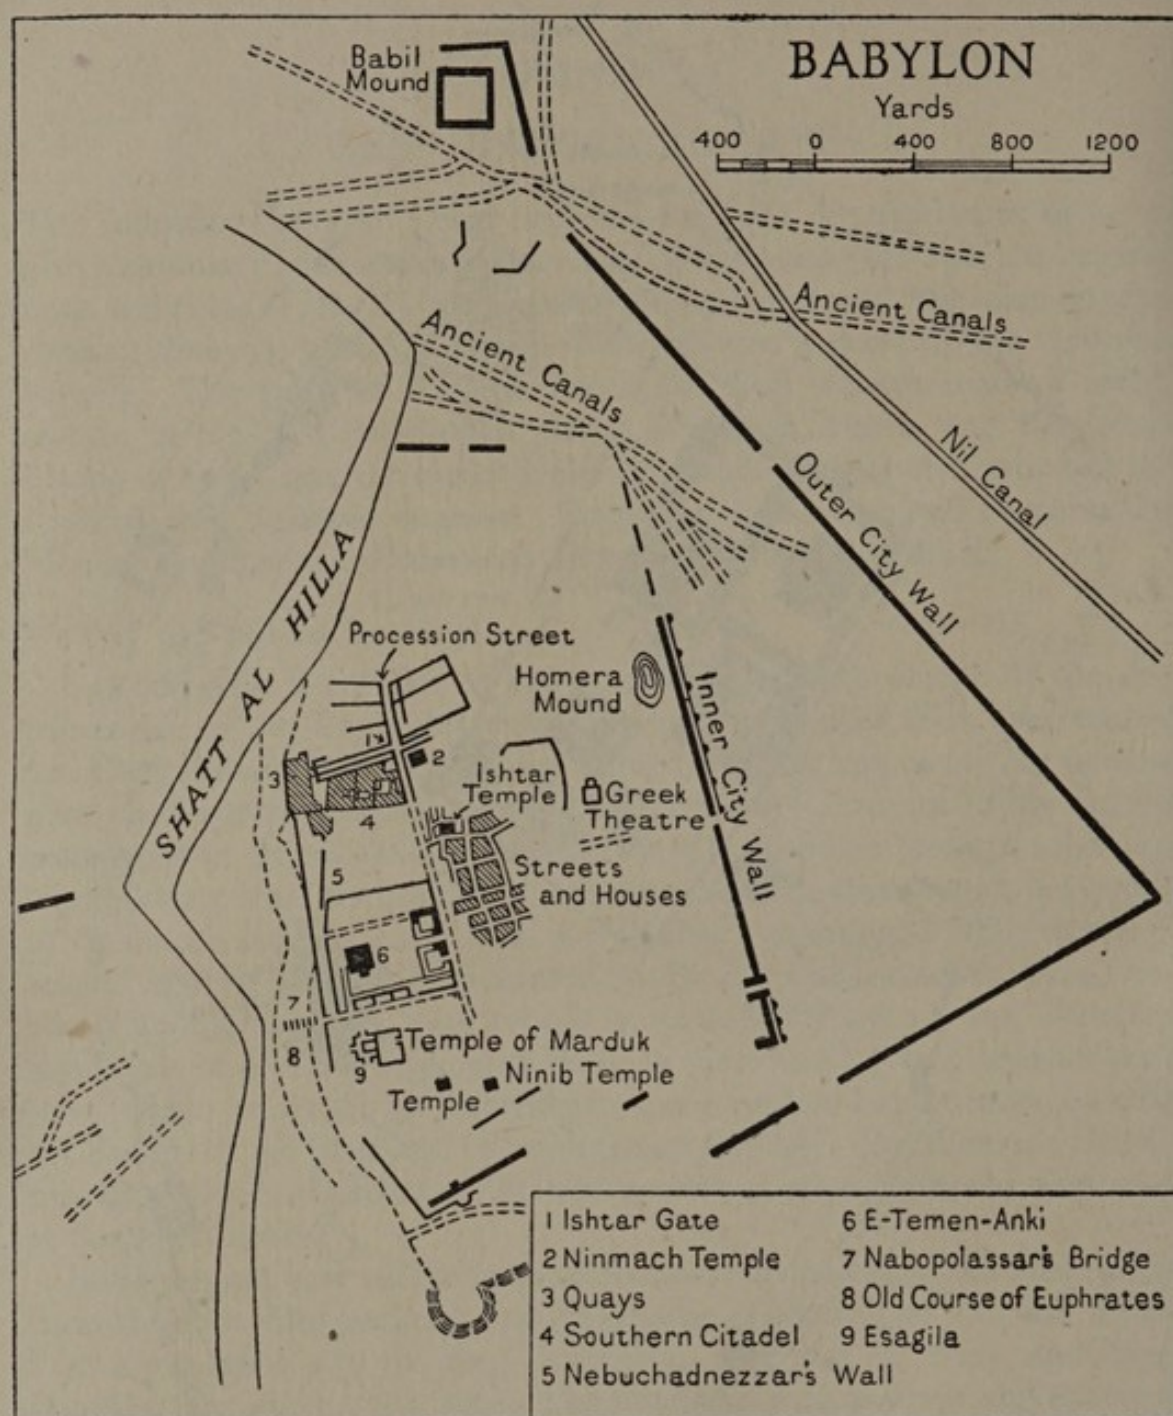 BABYLON
Yards
400 0 400 800 1200
Babil
Mound
Ancient Canals
Ancient Canals
Nil Canal
Outer City Wall
SHATT AL HILLA
Procession Street
Homera
Mound
Inner City Wall
1
2
3
Ishtar
Temple
Greek
Theatre
4
Streets
and Houses
5
6
7
8
Temple of Marduk
9
Ninib Temple
Temple
1 Ishtar Gate
2 Ninmach Temple
3 Quays
4 Southern Citadel
5 Nebuchadnezzar's Wall
6 E-Temen-Anki
7 Nabopolassar's Bridge
8 Old Course of Euphrates
9 Esagila